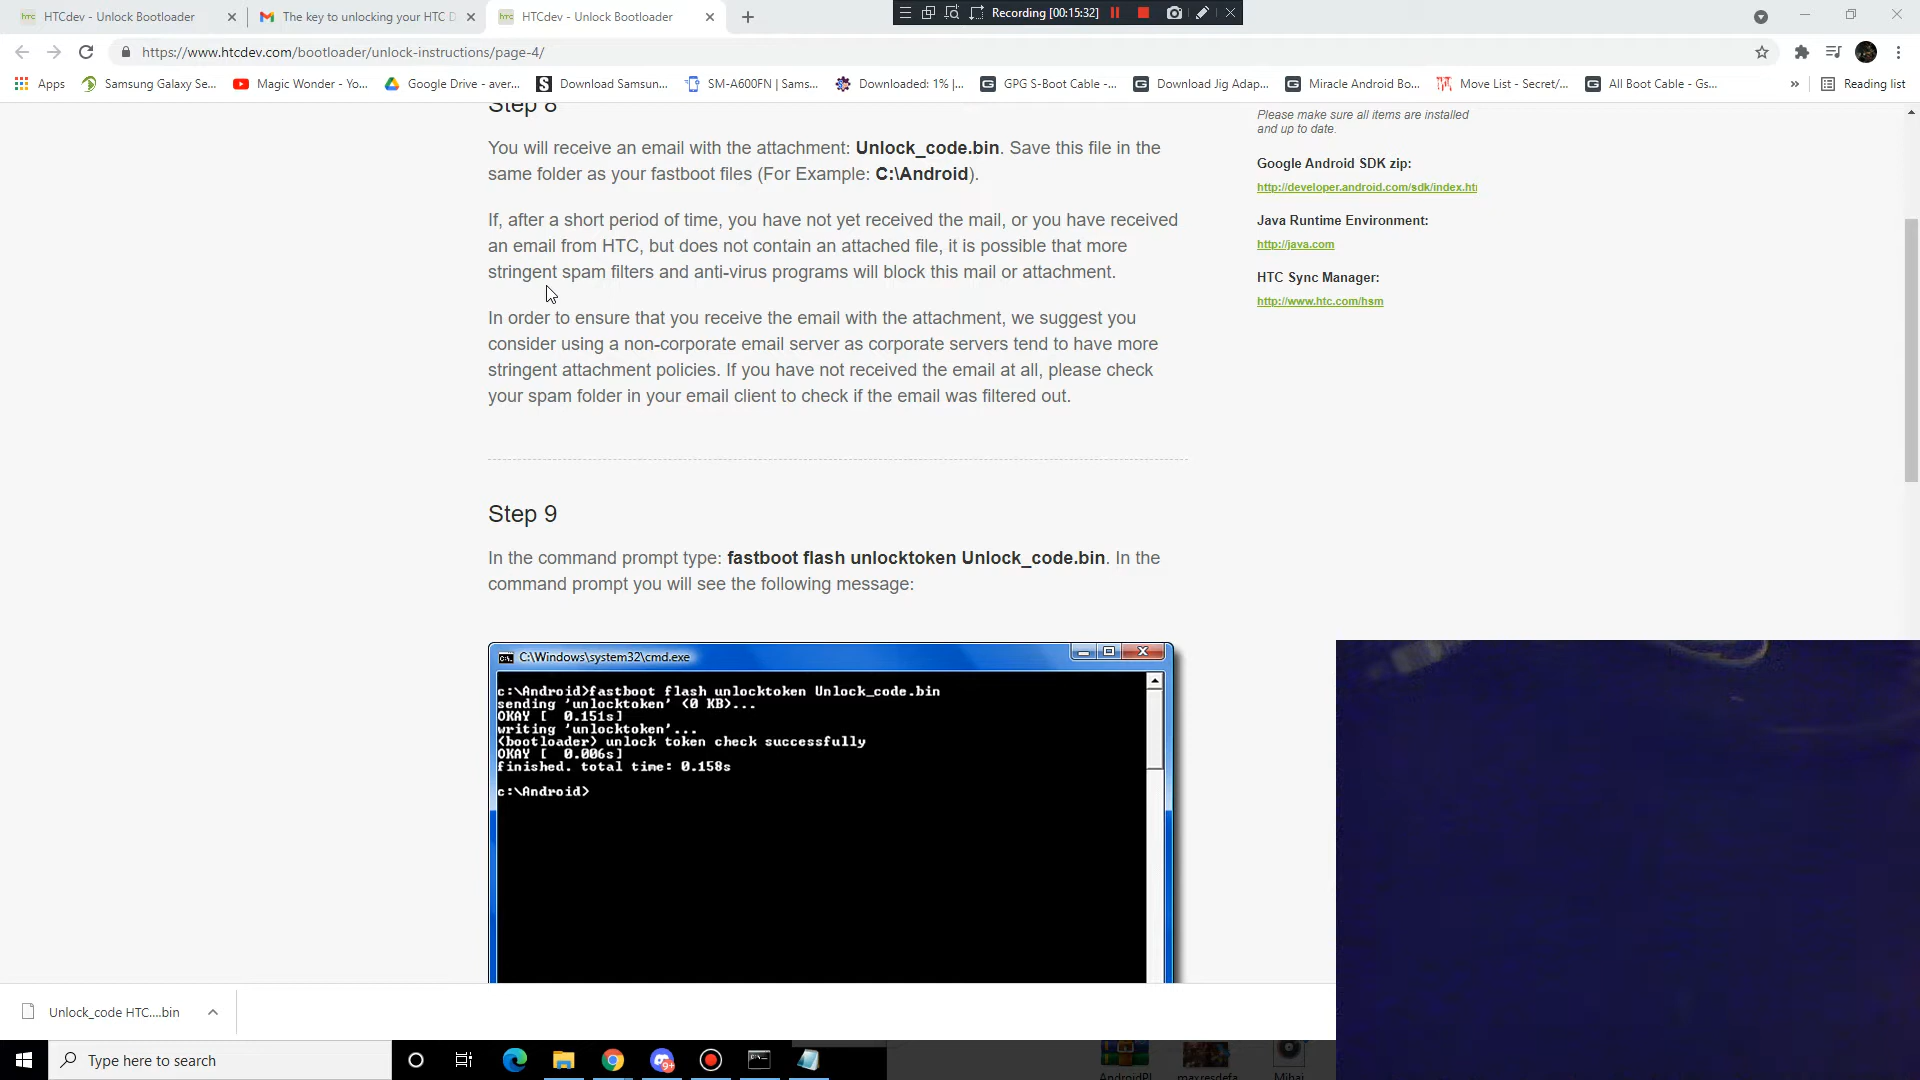 HTCdev - Unlock Bootloader
The key to unlocking your HTC D
HTCdev - Unlock Bootloader
Recording [00:15:32]
https://www.htcdev.com/bootloader/unlock-instructions/page-4/
Apps
Samsung Galaxy Se...
Magic Wonder - Yo...
Google Drive - aver...
Download Samsun...
SM-A600FN | Sams...
Downloaded: 1% |...
GPG S-Boot Cable -...
Download Jig Adap...
Miracle Android Bo...
Move List - Secret/...
All Boot Cable - Gs...
»
Reading list
Step 8
You will receive an email with the attachment: Unlock_code.bin. Save this file in the
same folder as your fastboot files (For Example: C:\Android).
If, after a short period of time, you have not yet received the mail, or you have received
an email from HTC, but does not contain an attached file, it is possible that more
stringent spam filters and anti-virus programs will block this mail or attachment.
In order to ensure that you receive the email with the attachment, we suggest you
consider using a non-corporate email server as corporate servers tend to have more
stringent attachment policies. If you have not received the email at all, please check
your spam folder in your email client to check if the email was filtered out.
Step 9
In the command prompt type: fastboot flash unlocktoken Unlock_code.bin. In the
command prompt you will see the following message:
C:\Windows\system32\cmd.exe
c:\Android>fastboot flash unlocktoken Unlock_code.bin
sending 'unlocktoken' (0 KB)...
OKAY [  0.151s]
writing 'unlocktoken'...
(bootloader) unlock token check successfully
OKAY [  0.006s]
finished. total time: 0.158s
c:\Android>
Please make sure all items are installed
and up to date.
Google Android SDK zip:
http://developer.android.com/sdk/index.ht
Java Runtime Environment:
http://java.com
HTC Sync Manager:
http://www.htc.com/hsm
Unlock_code HTC....bin
Type here to search
9+
AndroidPI
maxresdefa
Mihai